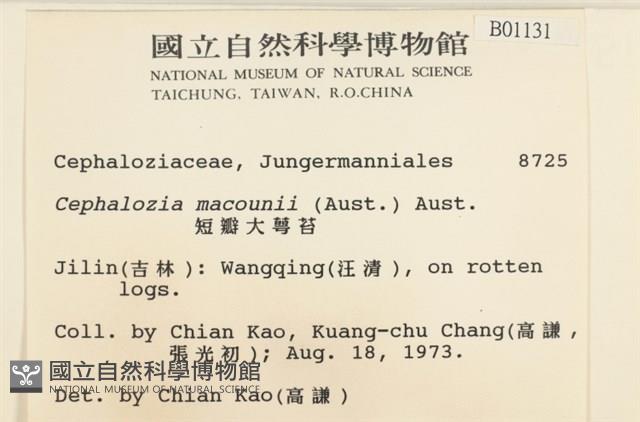 B01131
國立自然科學博物館
NATIONAL MUSEUM OF NATURAL SCIENCE
TAICHUNG, TAIWAN, R.O.CHINA
Cephaloziaceae, Jungermanniales 8725
Cephalozia macounii (Aust.) Aust.
短瓣大萼苔
Jilin(吉林): Wangqing(汪清), on rotten
logs.
Coll. by Chian Kao, Kuang-chu Chang(高謙,
張光初); Aug. 18, 1973.
國立自然科學博物館
NATIONAL MUSEUM OF NATURAL SCIENCE
Det. by Chian Kao(高謙)